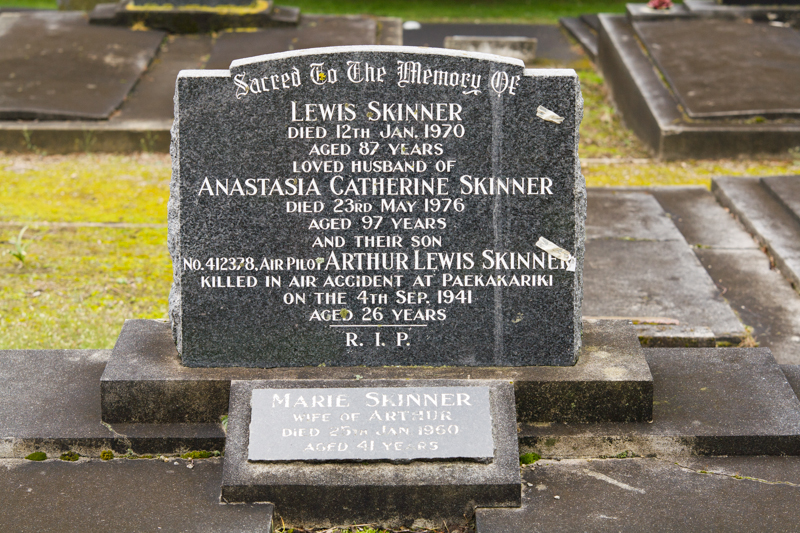 Sacred To The Memory Of
LEWIS SKINNER
DIED 12TH JAN. 1970
AGED 87 YEARS
LOVED HUSBAND OF
ANASTASIA CATHERINE SKINNER
DIED 23RD MAY 1976
AGED 97 YEARS
AND THEIR SON
NO. 412378, AIR PILOT ARTHUR LEWIS SKINNER
KILLED IN AIR ACCIDENT AT PAEKAKARIKI
ON THE 4TH SEP. 1941
AGED 26 YEARS
R. I. P.
MARIE SKINNER
WIFE OF ARTHUR
DIED 25TH JAN 1960
AGED 41 YEARS